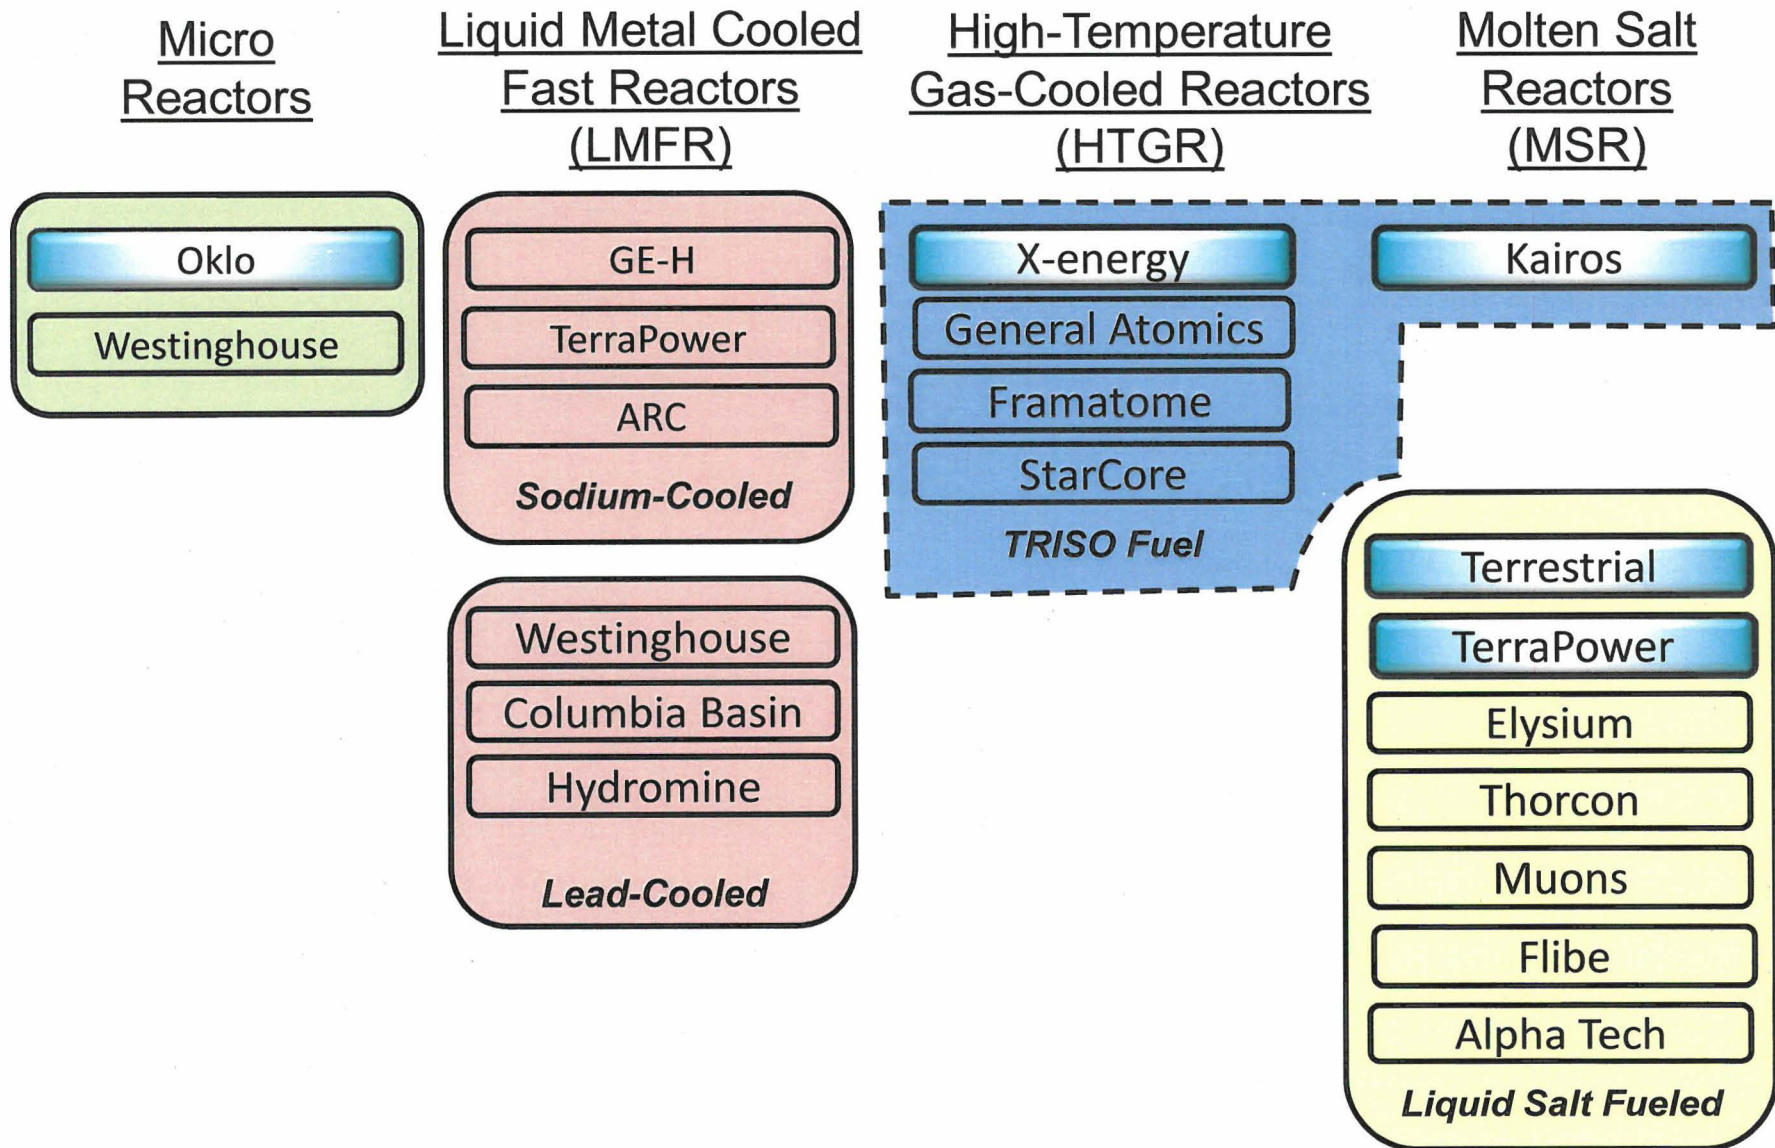 Micro
Reactors
Liquid Metal Cooled
Fast Reactors
(LMFR)
High-Temperature
Gas-Cooled Reactors
(HTGR)
Molten Salt
Reactors
(MSR)
Oklo
Westinghouse
GE-H
TerraPower
ARC
Sodium-Cooled
Westinghouse
Columbia Basin
Hydromine
Lead-Cooled
X-energy
General Atomics
Framatome
StarCore
TRISO Fuel
Kairos
Terrestrial
TerraPower
Elysium
Thorcon
Muons
Flibe
Alpha Tech
Liquid Salt Fueled